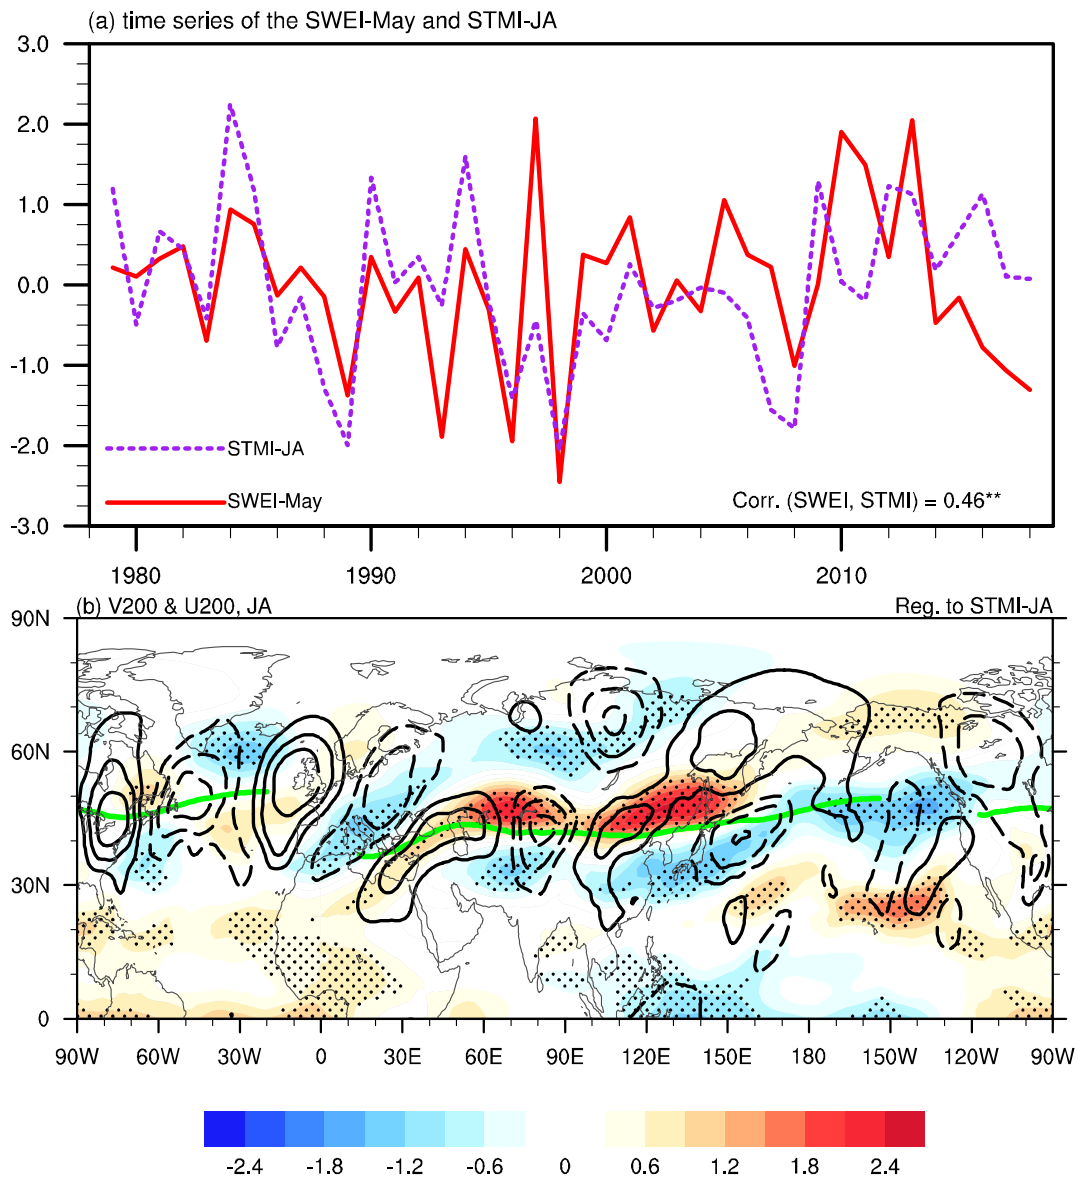 (a) time series of the SWEI-May and STMI-JA
3.0
2.0
1.0
0.0
-1.0
-2.0
-3.0
STMI-JA
SWEI-May
Corr. (SWEI, STMI) = 0.46**
1980 1990 2000 2010
(b) V200 & U200, JA Reg. to STMI-JA
90N
60N
30N
0
90W 60W 30W 0 30E 60E 90E 120E 150E 180 150W 120W 90W
-2.4 -1.8 -1.2 -0.6 0 0.6 1.2 1.8 2.4